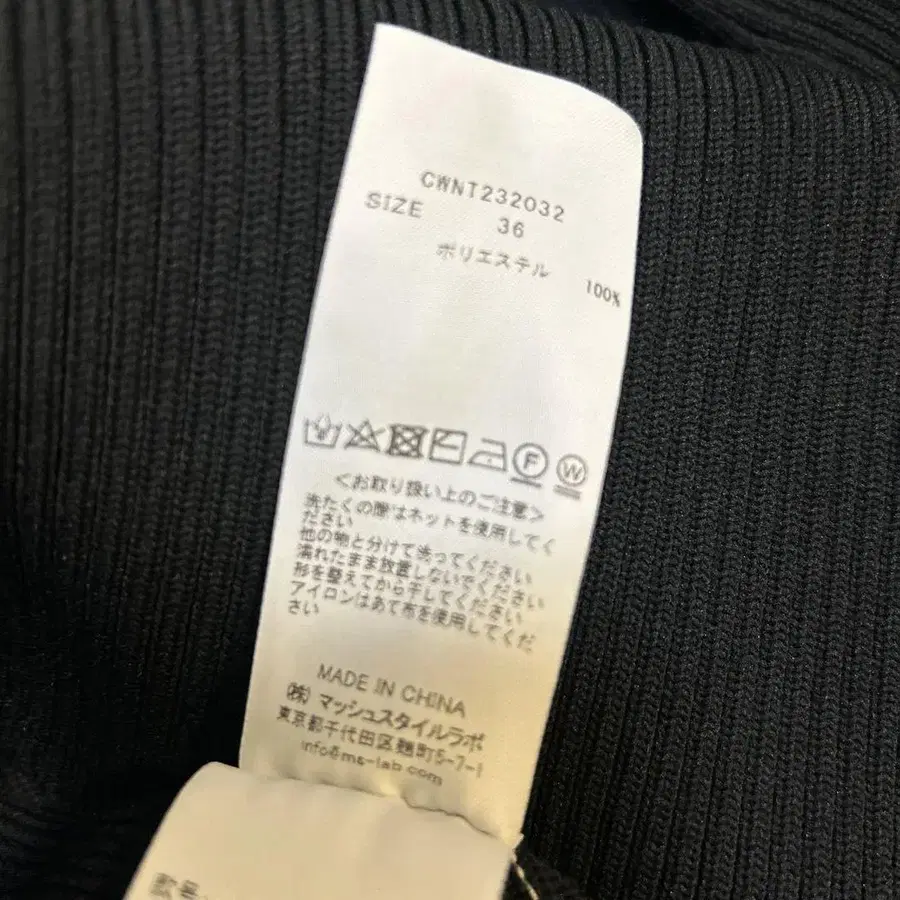 CWNT232032
SIZE 36
ポリエステル 100%
F W
<お取り扱い上のご注意>
洗たくの際はネットを使用してく
ださい
他の物と分けて洗ってください
濡れたまま放置しないでください
形を整えてから干してください
アイロンはあて布を使用してくだ
さい
MADE IN CHINA
(株) マッシュスタイルラボ
東京都千代田区麹町5-7-1
info@ms-lab.com
款号